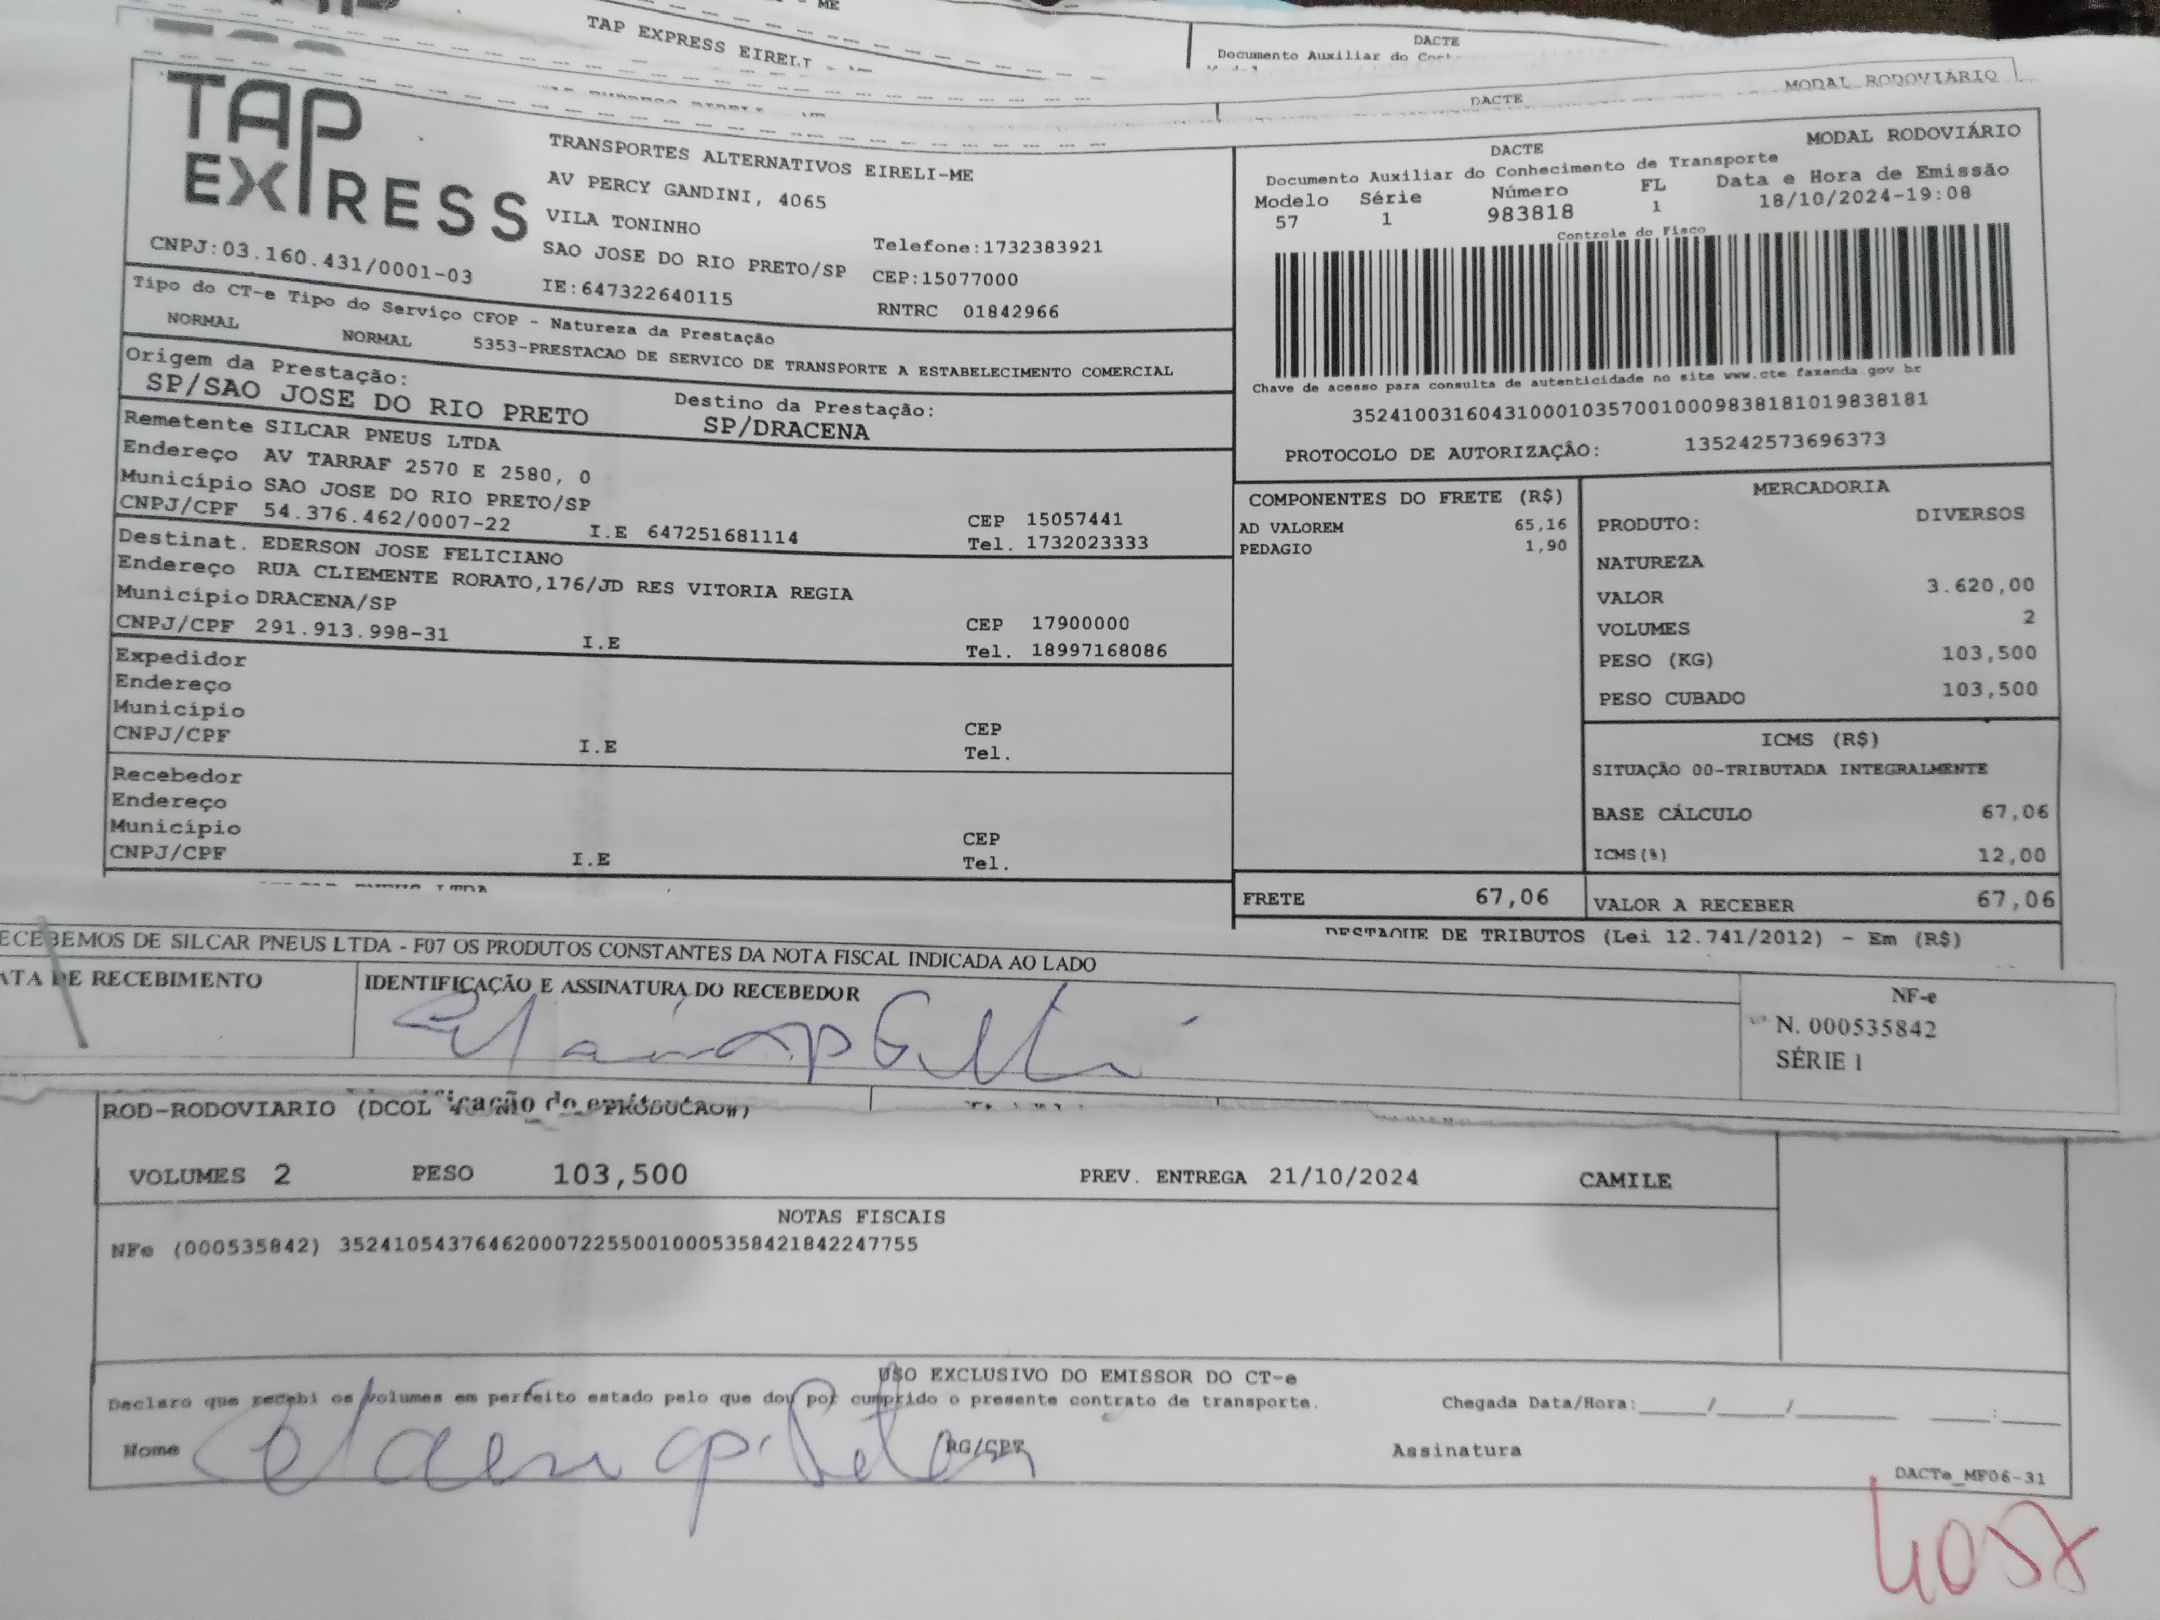 ME
TAP EXPRESS EIRELI
DACTE
Documento Auxiliar do
DACTE
MODAL RODOVIÁRIO
TAP
EXPRESS
CNPJ:03.160.431/0001-03
TRANSPORTES ALTERNATIVOS EIRELI-ME
AV PERCY GANDINI, 4065
VILA TONINHO
SAO JOSE DO RIO PRETO/SP
IE:647322640115
Telefone:1732383921
CEP:15077000
RNTRC 01842966
DACTE
MODAL RODOVIÁRIO
Documento Auxiliar do Conhecimento de Transporte
Modelo Série Número FL Data e Hora de Emissão
57 1 983818 1 18/10/2024-19:08
Controle do Fisco
Chave de acesso para consulta de autenticidade no site www.cte.fazenda.gov.br
35241003160431000103570010009838181019838181
PROTOCOLO DE AUTORIZAÇÂO: 135242573696373
Tipo do CT-e Tipo do Serviço CFOP - Natureza da Prestação
NORMAL NORMAL 5353-PRESTACAO DE SERVICO DE TRANSPORTE A ESTABELECIMENTO COMERCIAL
Origem da Prestação: Destino da Prestação:
SP/SAO JOSE DO RIO PRETO SP/DRACENA
Remetente SILCAR PNEUS LTDA
Endereço AV TARRAF 2570 E 2580, 0
Município SAO JOSE DO RIO PRETO/SP CEP 15057441
CNPJ/CPF 54.376.462/0007-22 I.E 647251681114 Tel. 1732023333
Destinat. EDERSON JOSE FELICIANO
Endereço RUA CLIEMENTE RORATO,176/JD RES VITORIA REGIA
Município DRACENA/SP CEP 17900000
CNPJ/CPF 291.913.998-31 I.E Tel. 18997168086
Expedidor
Endereço
Município CEP
CNPJ/CPF I.E Tel.
Recebedor
Endereço
Município CEP
CNPJ/CPF I.E Tel.
COMPONENTES DO FRETE (R$)
AD VALOREM 65,16
PEDAGIO 1,90
FRETE 67,06
MERCADORIA
PRODUTO: DIVERSOS
NATUREZA
VALOR 3.620,00
VOLUMES 2
PESO (KG) 103,500
PESO CUBADO 103,500
ICMS (R$)
SITUAÇÃO 00-TRIBUTADA INTEGRALMENTE
BASE CÁLCULO 67,06
ICMS(%) 12,00
VALOR A RECEBER 67,06
DESTAQUE DE TRIBUTOS (Lei 12.741/2012) - Em (R$)
ECEBEMOS DE SILCAR PNEUS LTDA - F07 OS PRODUTOS CONSTANTES DA NOTA FISCAL INDICADA AO LADO
ATA DE RECEBIMENTO IDENTIFICAÇÃO E ASSINATURA DO RECEBEDOR
NF-e
N. 000535842
SÉRIE 1
ROD-RODOVIARIO (DCOL
VOLUMES 2 PESO 103,500 PREV. ENTREGA 21/10/2024 CAMILE
NOTAS FISCAIS
NFe (000535842) 35241054376462000722550010005358421842247755
USO EXCLUSIVO DO EMISSOR DO CT-e
Declaro que recebi os volumes em perfeito estado pelo que dou por cumprido o presente contrato de transporte. Chegada Data/Hora:____/____/______ ____:____
Nome RG/CPF Assinatura
DACTe_MF06-31